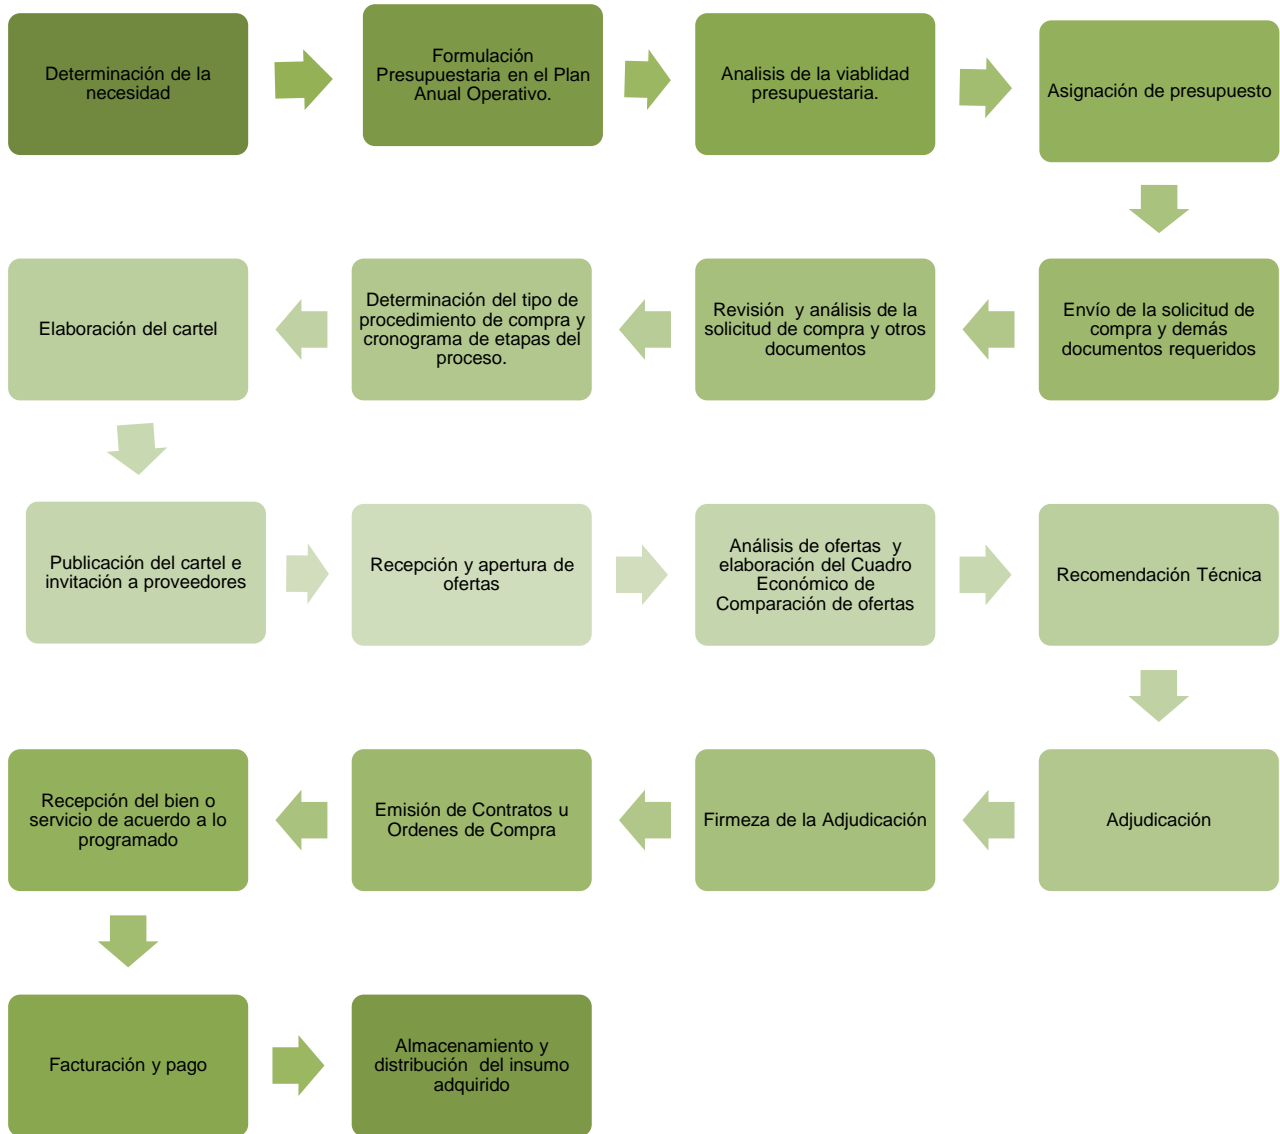 Determinación de la
necesidad
Formulación
Presupuestaria en el Plan
Anual Operativo.
Analisis de la viablidad
presupuestaria.
Asignación de presupuesto
Envío de la solicitud de
compra y demás
documentos requeridos
Revisión y análisis de la
solicitud de compra y otros
documentos
Determinación del tipo de
procedimiento de compra y
cronograma de etapas del
proceso.
Elaboración del cartel
Publicación del cartel e
invitación a proveedores
Recepción y apertura de
ofertas
Análisis de ofertas y
elaboración del Cuadro
Económico de
Comparación de ofertas
Recomendación Técnica
Adjudicación
Firmeza de la Adjudicación
Emisión de Contratos u
Ordenes de Compra
Recepción del bien o
servicio de acuerdo a lo
programado
Facturación y pago
Almacenamiento y
distribución del insumo
adquirido